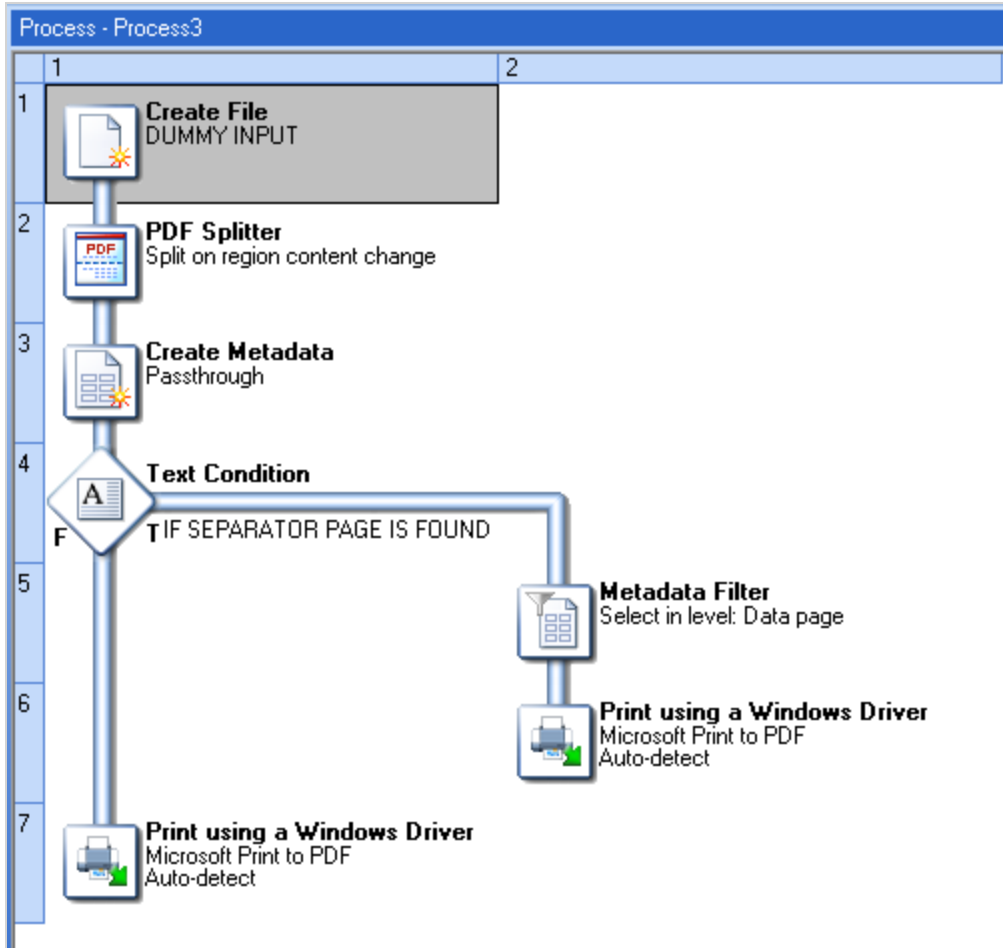 Process - Process3
1
2
1
Create File
DUMMY INPUT
2
PDF
PDF Splitter
Split on region content change
3
Create Metadata
Passthrough
4
A
Text Condition
F
T IF SEPARATOR PAGE IS FOUND
5
Metadata Filter
Select in level: Data page
6
Print using a Windows Driver
Microsoft Print to PDF
Auto-detect
7
Print using a Windows Driver
Microsoft Print to PDF
Auto-detect